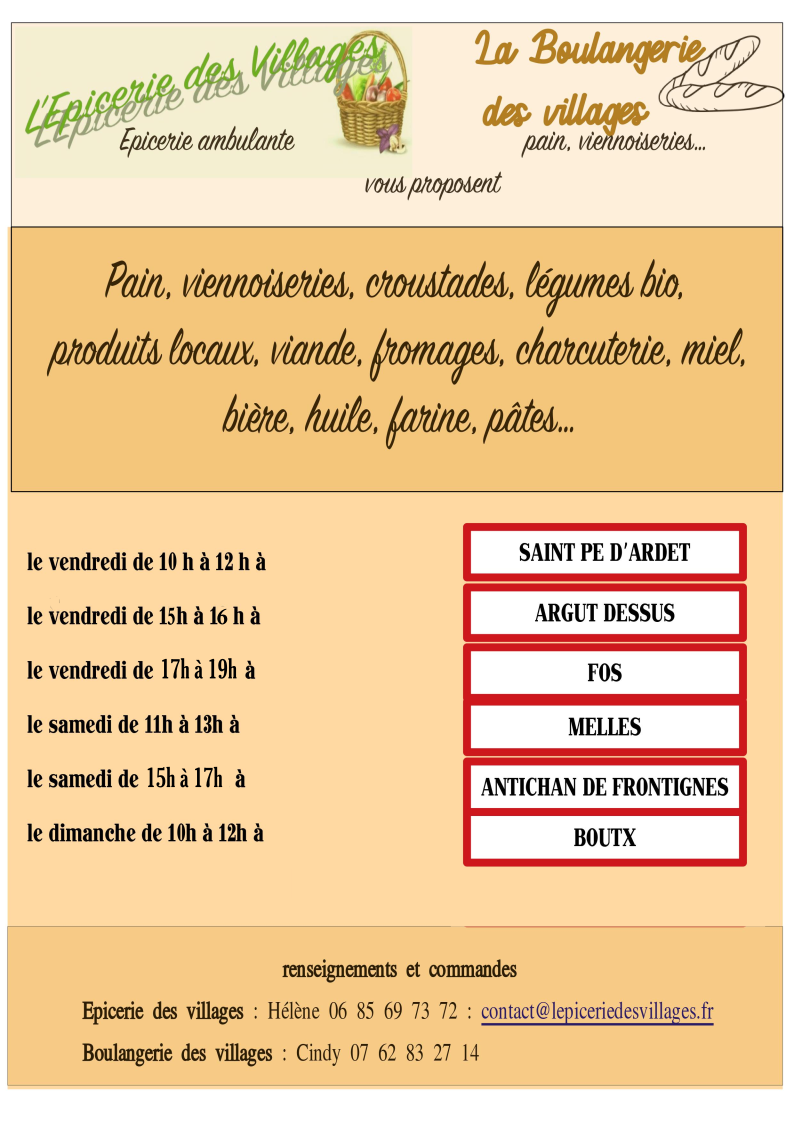 L'Epicerie des Villages
Epicerie ambulante
La Boulangerie
des villages
pain, viennoiseries...
vous proposent
Pain, viennoiseries, croustades, légumes bio,
produits locaux, viande, fromages, charcuterie, miel,
bière, huile, farine, pâtes...
le vendredi de 10 h à 12 h à SAINT PE D'ARDET
le vendredi de 15h à 16 h à ARGUT DESSUS
le vendredi de 17h à 19h à FOS
le samedi de 11h à 13h à MELLES
le samedi de 15h à 17h à ANTICHAN DE FRONTIGNES
le dimanche de 10h à 12h à BOUTX
renseignements et commandes
Epicerie des villages : Hélène 06 85 69 73 72 : contact@lepiceriedesvillages.fr
Boulangerie des villages : Cindy 07 62 83 27 14